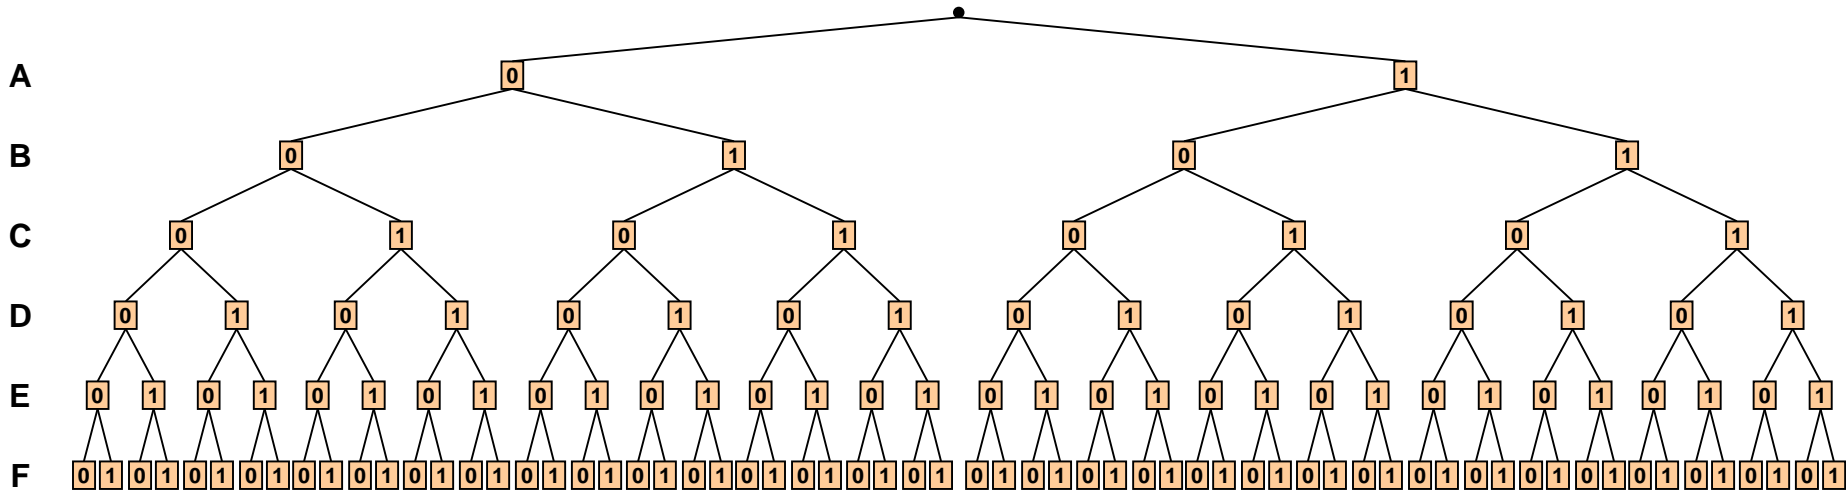 A 0 1
B 0 1 0 1
C 0 1 0 1 0 1 0 1
D 0 1 0 1 0 1 0 1 0 1 0 1 0 1 0 1
E 0 1 0 1 0 1 0 1 0 1 0 1 0 1 0 1 0 1 0 1 0 1 0 1 0 1 0 1 0 1 0 1
F 0 1 0 1 0 1 0 1 0 1 0 1 0 1 0 1 0 1 0 1 0 1 0 1 0 1 0 1 0 1 0 1 0 1 0 1 0 1 0 1 0 1 0 1 0 1 0 1 0 1 0 1 0 1 0 1 0 1 0 1 0 1 0 1